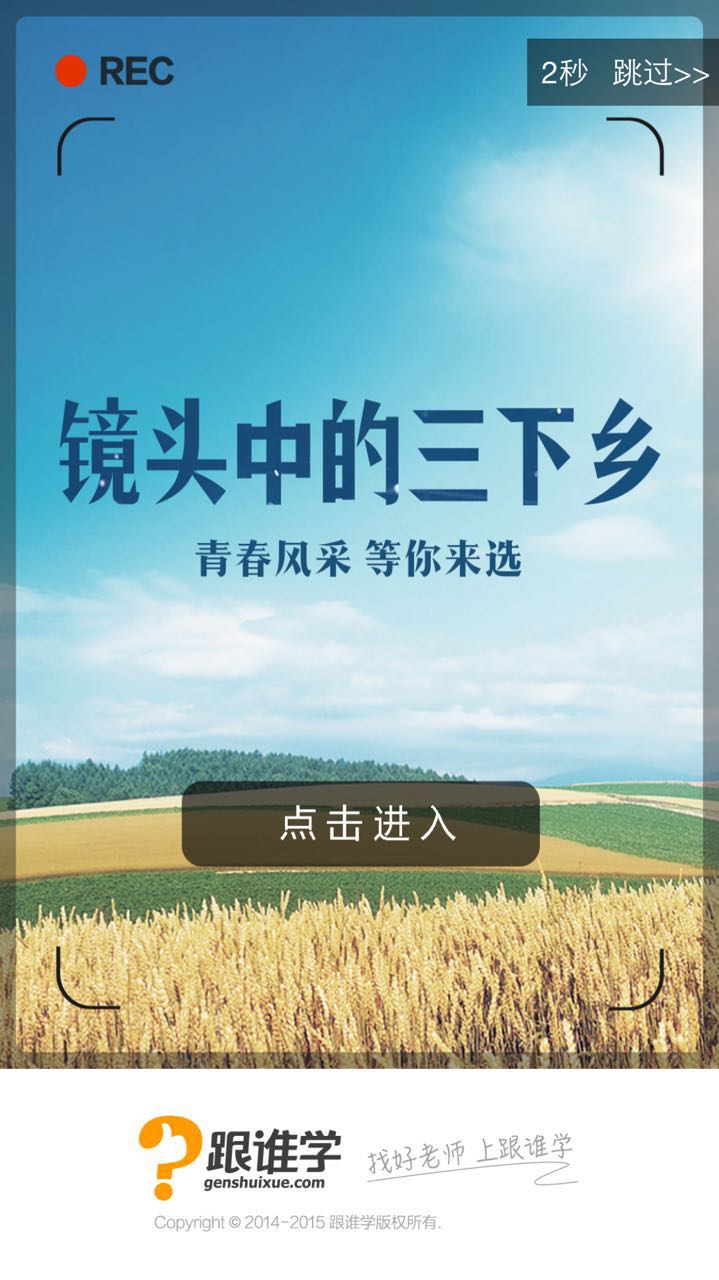 REC
2秒 跳过>>
镜头中的三下乡
青春风采 等你来选
点击进入
跟谁学
genshuixue.com
找好老师 上跟谁学
Copyright © 2014-2015 跟谁学版权所有.